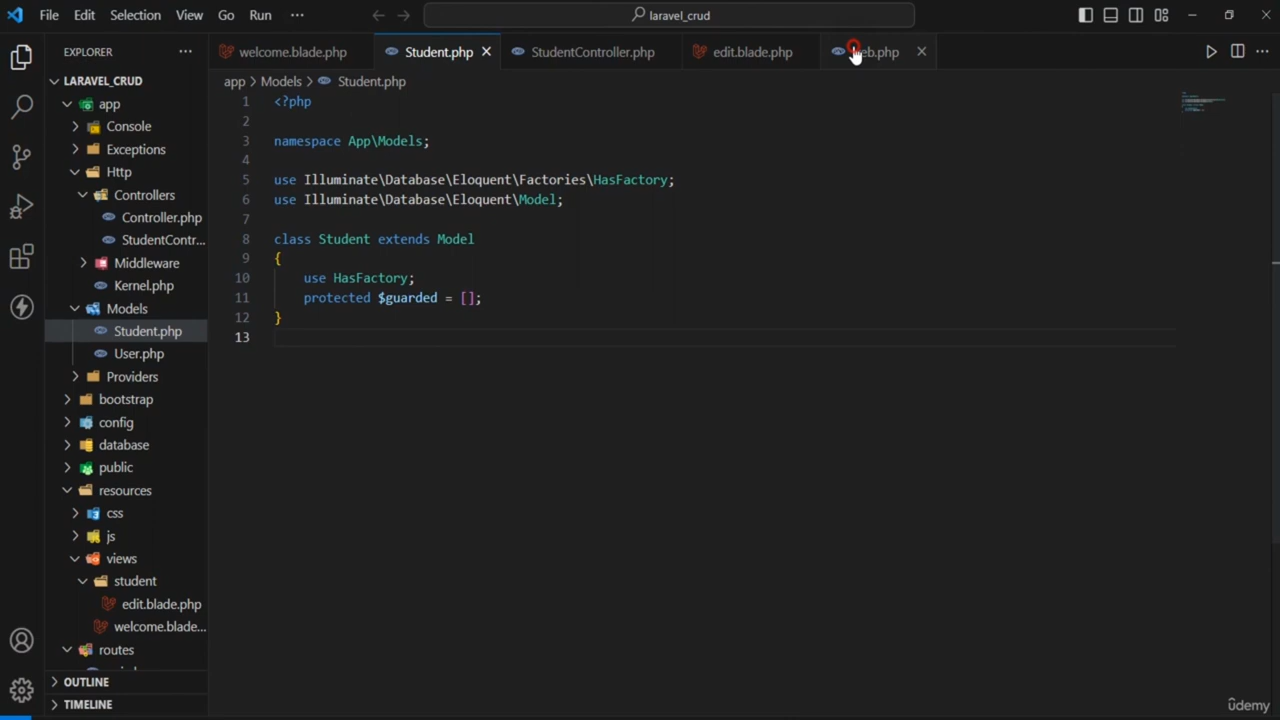 File Edit Selection View Go Run ··· laravel_crud
EXPLORER ···
welcome.blade.php Student.php StudentController.php edit.blade.php
LARAVEL_CRUD
app > Models > Student.php
app
Console
Exceptions
Http
Controllers
Controller.php
StudentContr...
Middleware
Kernel.php
Models
Student.php
User.php
Providers
bootstrap
config
database
public
resources
css
js
views
student
edit.blade.php
welcome.blade...
routes
OUTLINE
TIMELINE
1 <?php
2
3 namespace App\Models;
4
5 use Illuminate\Database\Eloquent\Factories\HasFactory;
6 use Illuminate\Database\Eloquent\Model;
7
8 class Student extends Model
9 {
10 use HasFactory;
11 protected $guarded = [];
12 }
13
ûdemy